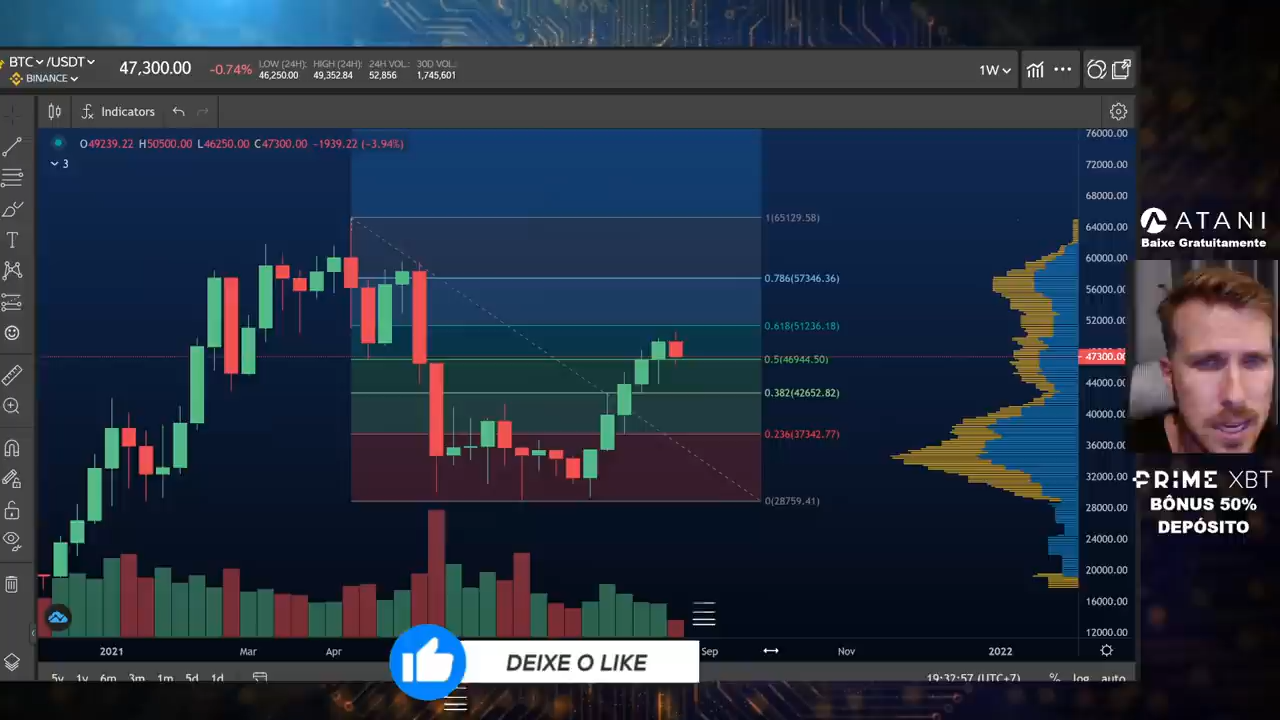 BTC /USDT
BINANCE
47,300.00
-0.74%
LOW (24H):
46,250.00
HIGH (24H):
49,352.84
24H VOL.:
52,856
30D VOL.:
1,745,601
1W
Indicators
O49239.22 H50500.00 L46250.00 C47300.00 −1939.22 (−3.94%)
3
1(65129.58)
0.786(57346.36)
0.618(51236.18)
0.5(46944.50)
0.382(42652.82)
0.236(37342.77)
0(28759.41)
76000.00
72000.00
68000.00
64000.00
60000.00
56000.00
52000.00
47300.00
44000.00
40000.00
36000.00
32000.00
28000.00
24000.00
20000.00
16000.00
12000.00
2021
Mar
Apr
Sep
Nov
2022
5y 1y 6m 3m 1m 5d 1d
19:32:57 (UTC+7)
% log auto
DEIXE O LIKE
ATANI
Baixe Gratuitamente
PRIME XBT
BÔNUS 50%
DEPÓSITO